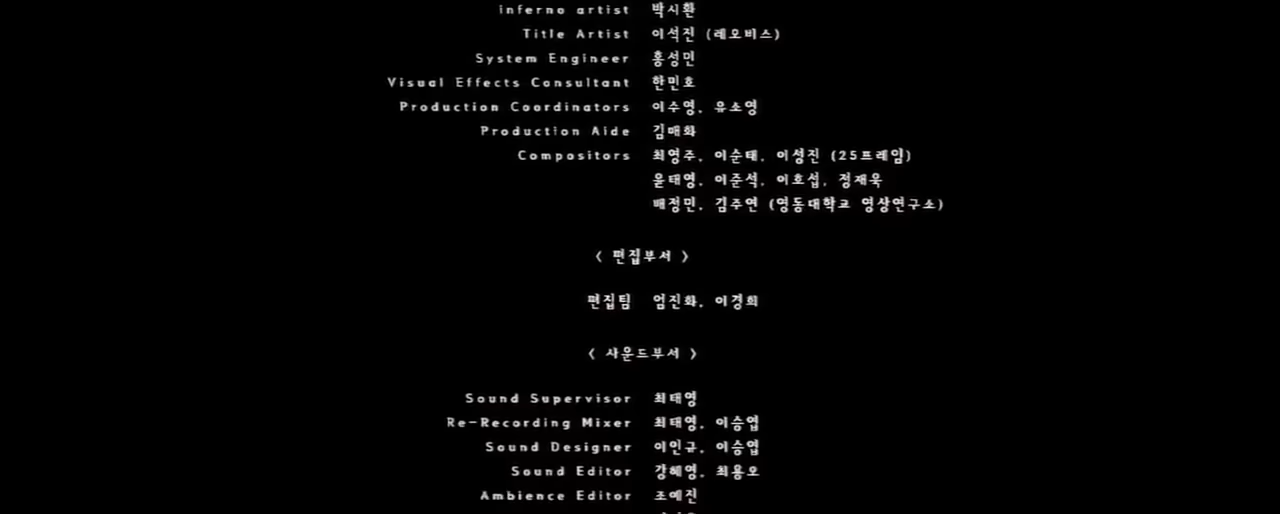 inferno artist 박시환
Title Artist 이석진 (레오비스)
System Engineer 홍성민
Visual Effects Consultant 한민호
Production Coordinators 이수영, 유소영
Production Aide 김매화
Compositors 최영주, 이순태, 이성진 (25프레임)
윤태영, 이준석, 이호섭, 정재욱
배정민, 김주연 (영동대학교 영상연구소)
< 편집부서 >
편집팀 엄진화, 이경희
< 사운드부서 >
Sound Supervisor 최태영
Re-Recording Mixer 최태영, 이승엽
Sound Designer 이인규, 이승엽
Sound Editor 강혜영, 최용오
Ambience Editor 조예진